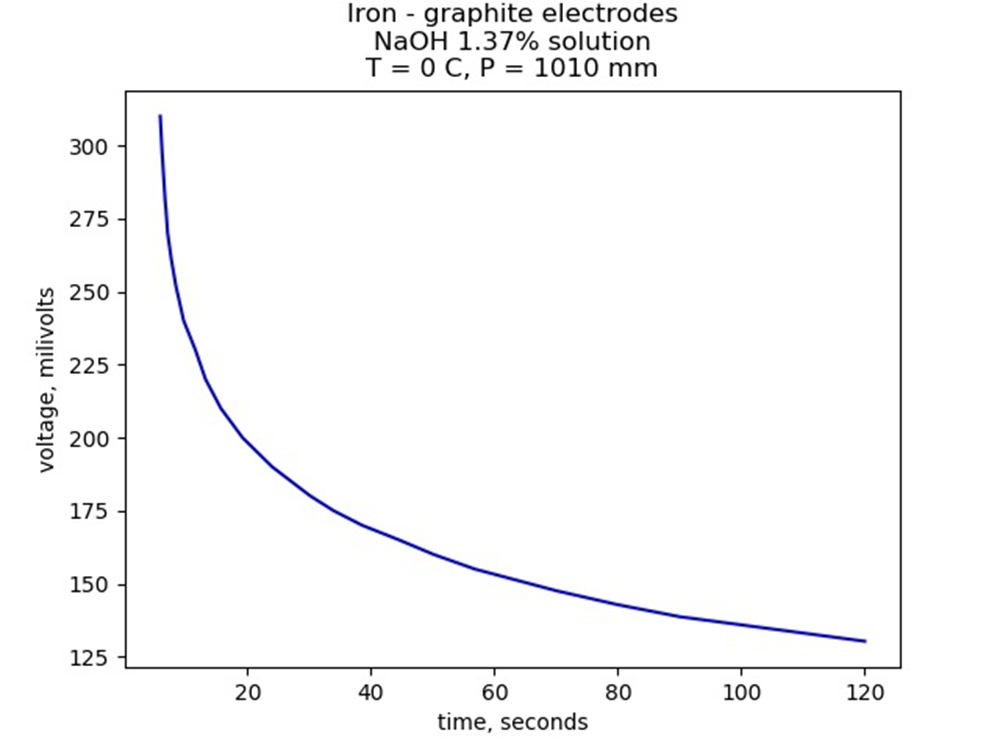 Iron - graphite electrodes
NaOH 1.37% solution
T = 0 C, P = 1010 mm
voltage, milivolts
300
275
250
225
200
175
150
125
20 40 60 80 100 120
time, seconds